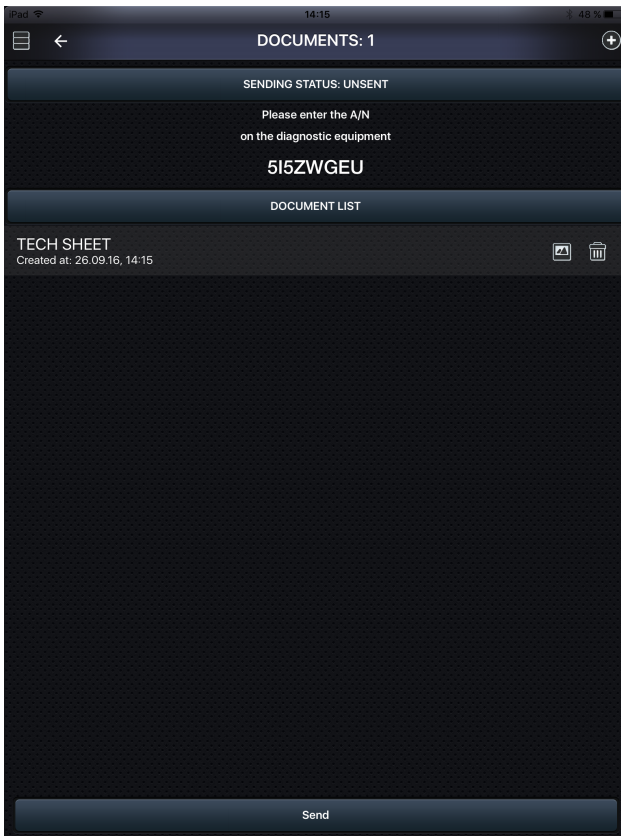 iPad 14:15 48 %
DOCUMENTS: 1
SENDING STATUS: UNSENT
Please enter the A/N
on the diagnostic equipment
5I5ZWGEU
DOCUMENT LIST
TECH SHEET
Created at: 26.09.16, 14:15
Send